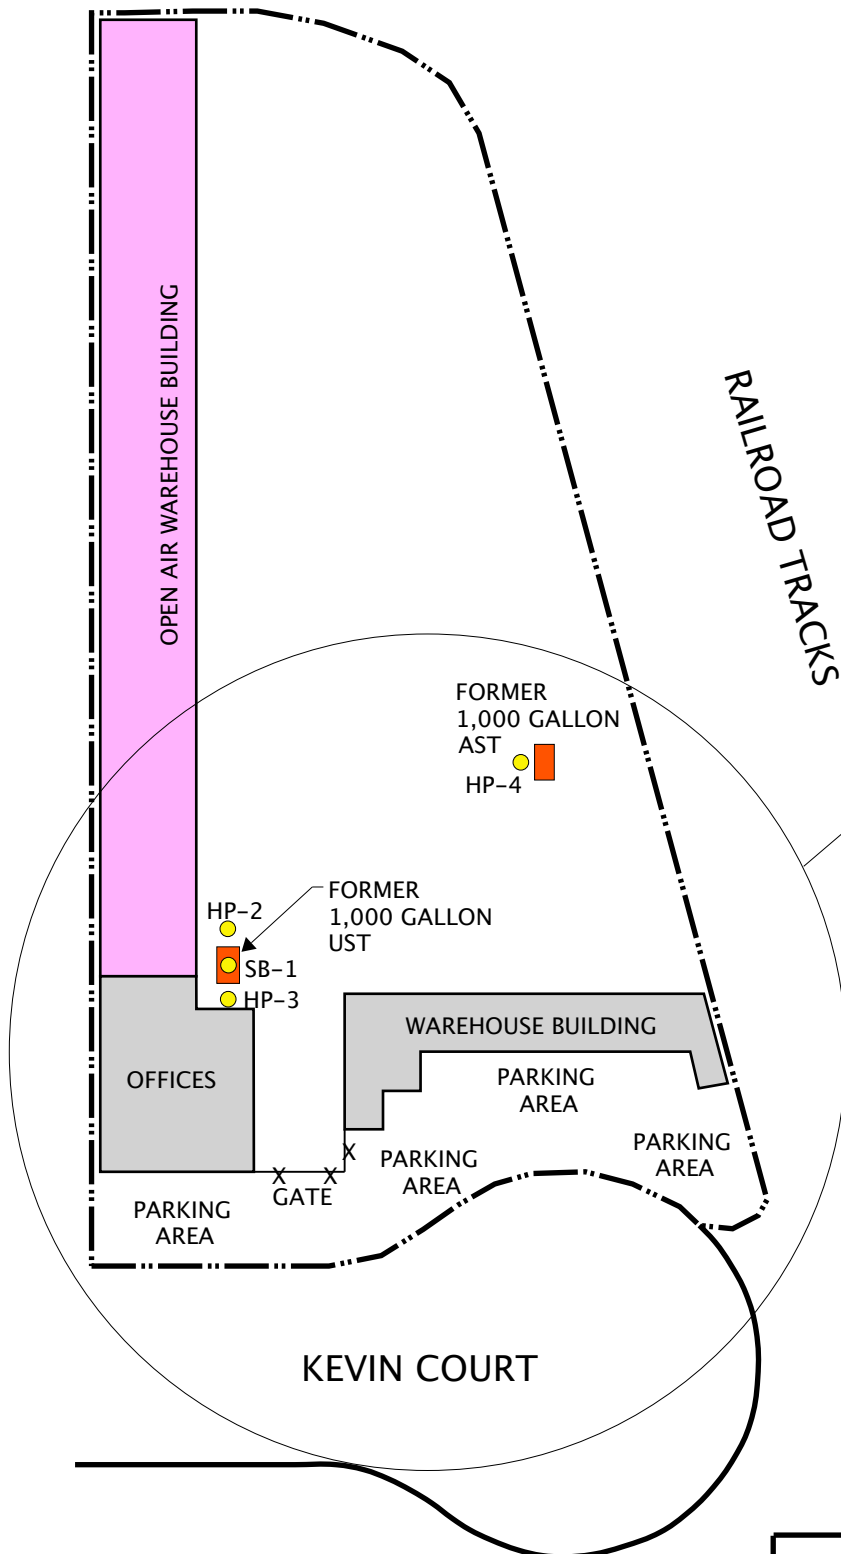 OPEN AIR WAREHOUSE BUILDING
RAILROAD TRACKS
FORMER
1,000 GALLON
AST
HP-4
HP-2
FORMER
1,000 GALLON
UST
SB-1
HP-3
WAREHOUSE BUILDING
OFFICES
PARKING
AREA
PARKING
AREA
PARKING
AREA
X
X
X
GATE
PARKING
AREA
KEVIN COURT